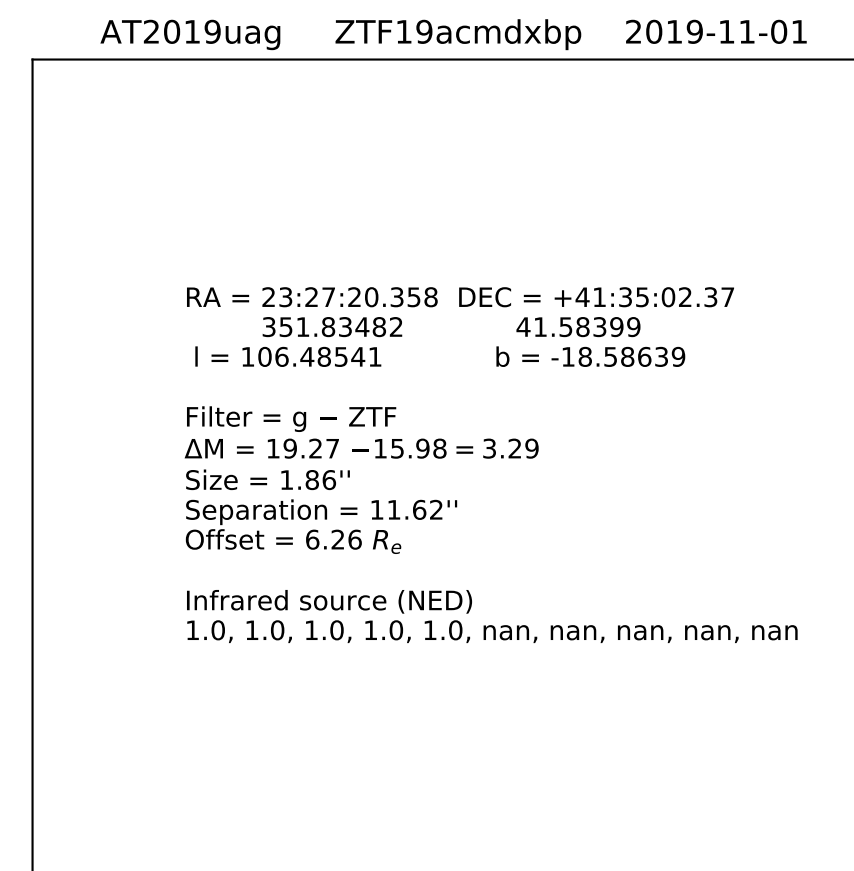 AT2019uag ZTF19acmdxbp 2019-11-01
RA = 23:27:20.358 DEC = +41:35:02.37
351.83482 41.58399
l = 106.48541 b = -18.58639
Filter = g − ZTF
ΔM = 19.27 −15.98 = 3.29
Size = 1.86''
Separation = 11.62''
Offset = 6.26 Rₑ
Infrared source (NED)
1.0, 1.0, 1.0, 1.0, 1.0, nan, nan, nan, nan, nan